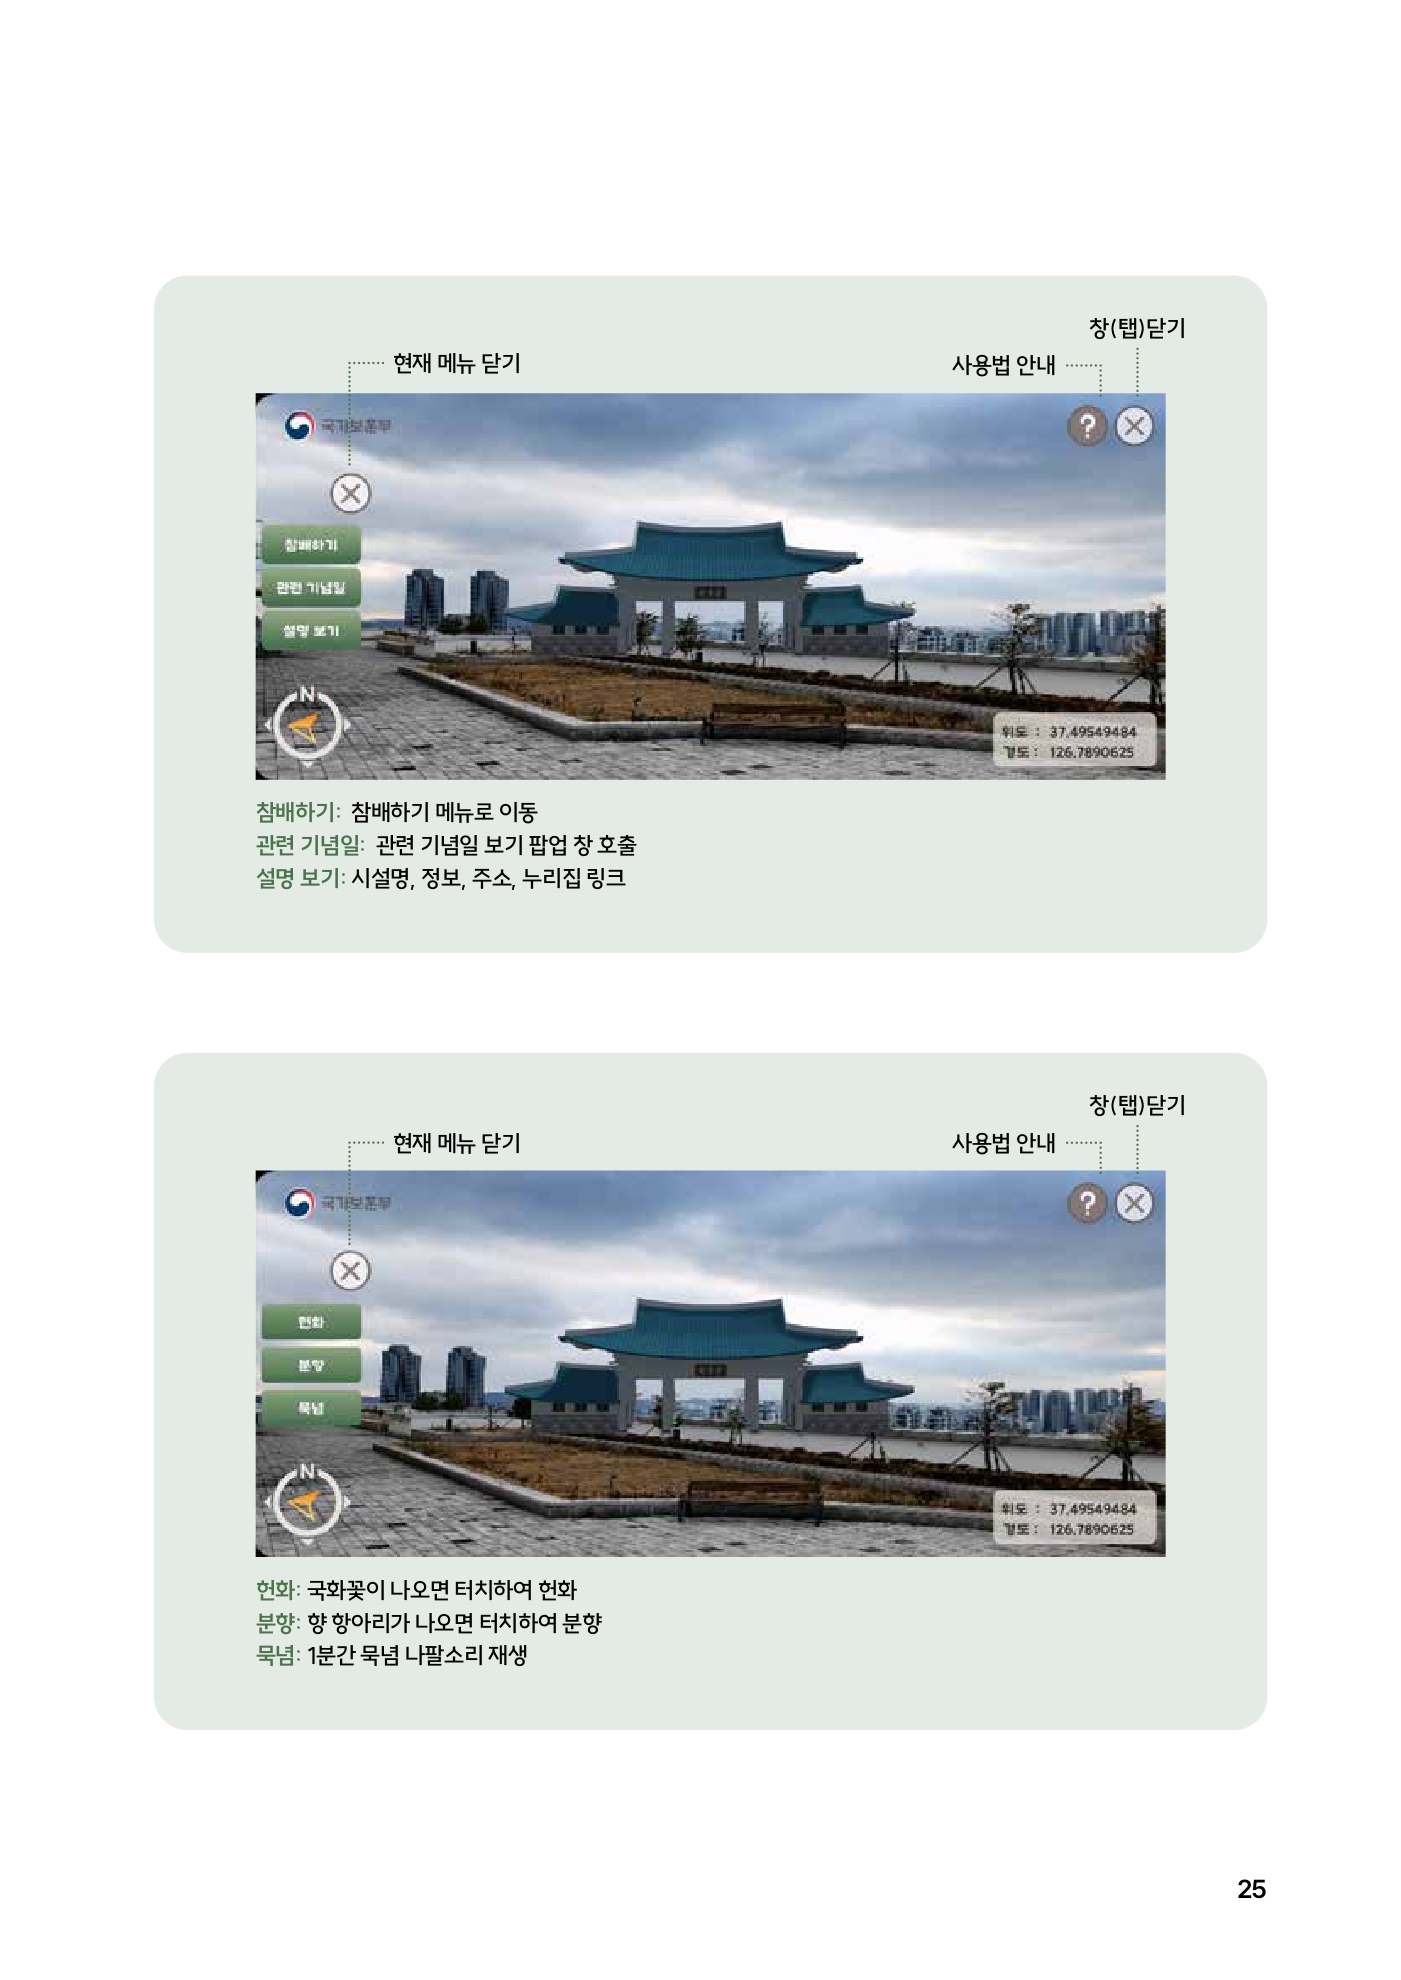 창(탭)닫기
현재 메뉴 닫기
사용법 안내
국가보훈부
?
참배하기
관련 기념일
설명 보기
N
위도 : 37.49549484
경도 : 126.7890625
참배하기: 참배하기 메뉴로 이동
관련 기념일: 관련 기념일 보기 팝업 창 호출
설명 보기: 시설명, 정보, 주소, 누리집 링크
창(탭)닫기
현재 메뉴 닫기
사용법 안내
국가보훈부
?
헌화
분향
묵념
N
위도 : 37.49549484
경도 : 126.7890625
헌화: 국화꽃이 나오면 터치하여 헌화
분향: 향 항아리가 나오면 터치하여 분향
묵념: 1분간 묵념 나팔소리 재생
25